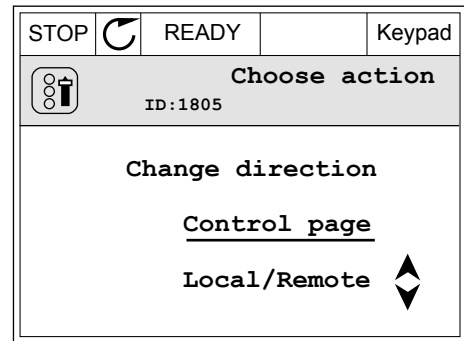 STOP READY Keypad
Choose action
ID:1805
Change direction
Control page
Local/Remote